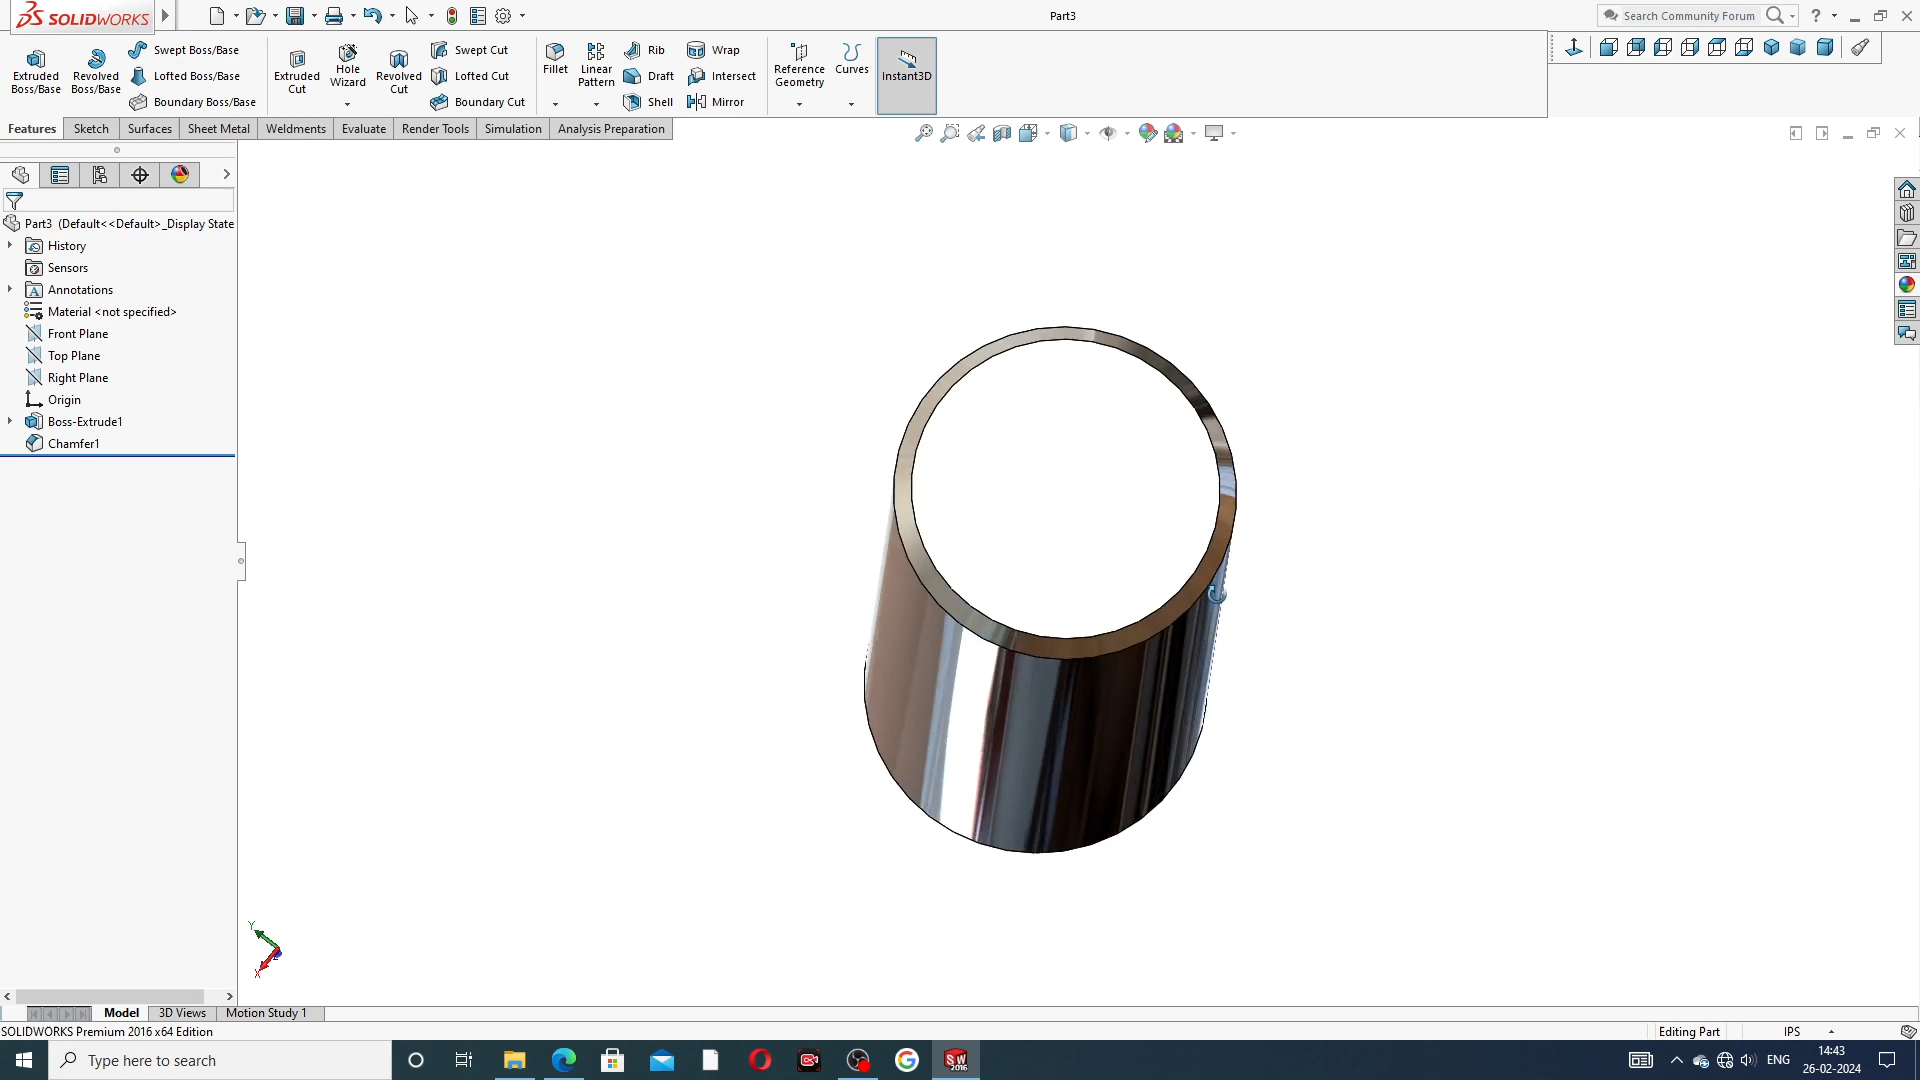 SOLIDWORKS
Part3
Search Community Forum
?
Extruded Boss/Base
Revolved Boss/Base
Swept Boss/Base
Lofted Boss/Base
Boundary Boss/Base
Extruded Cut
Hole Wizard
Revolved Cut
Swept Cut
Lofted Cut
Boundary Cut
Fillet
Linear Pattern
Rib
Draft
Shell
Wrap
Intersect
Mirror
Reference Geometry
Curves
Instant3D
Features
Sketch
Surfaces
Sheet Metal
Weldments
Evaluate
Render Tools
Simulation
Analysis Preparation
Part3 (Default<<Default>_Display State
History
Sensors
A Annotations
Material <not specified>
Front Plane
Top Plane
Right Plane
Origin
Boss-Extrude1
Chamfer1
Y
X
Model
3D Views
Motion Study 1
SOLIDWORKS Premium 2016 x64 Edition
Editing Part
IPS
Type here to search
G
SW
2016
ENG
14:43
26-02-2024